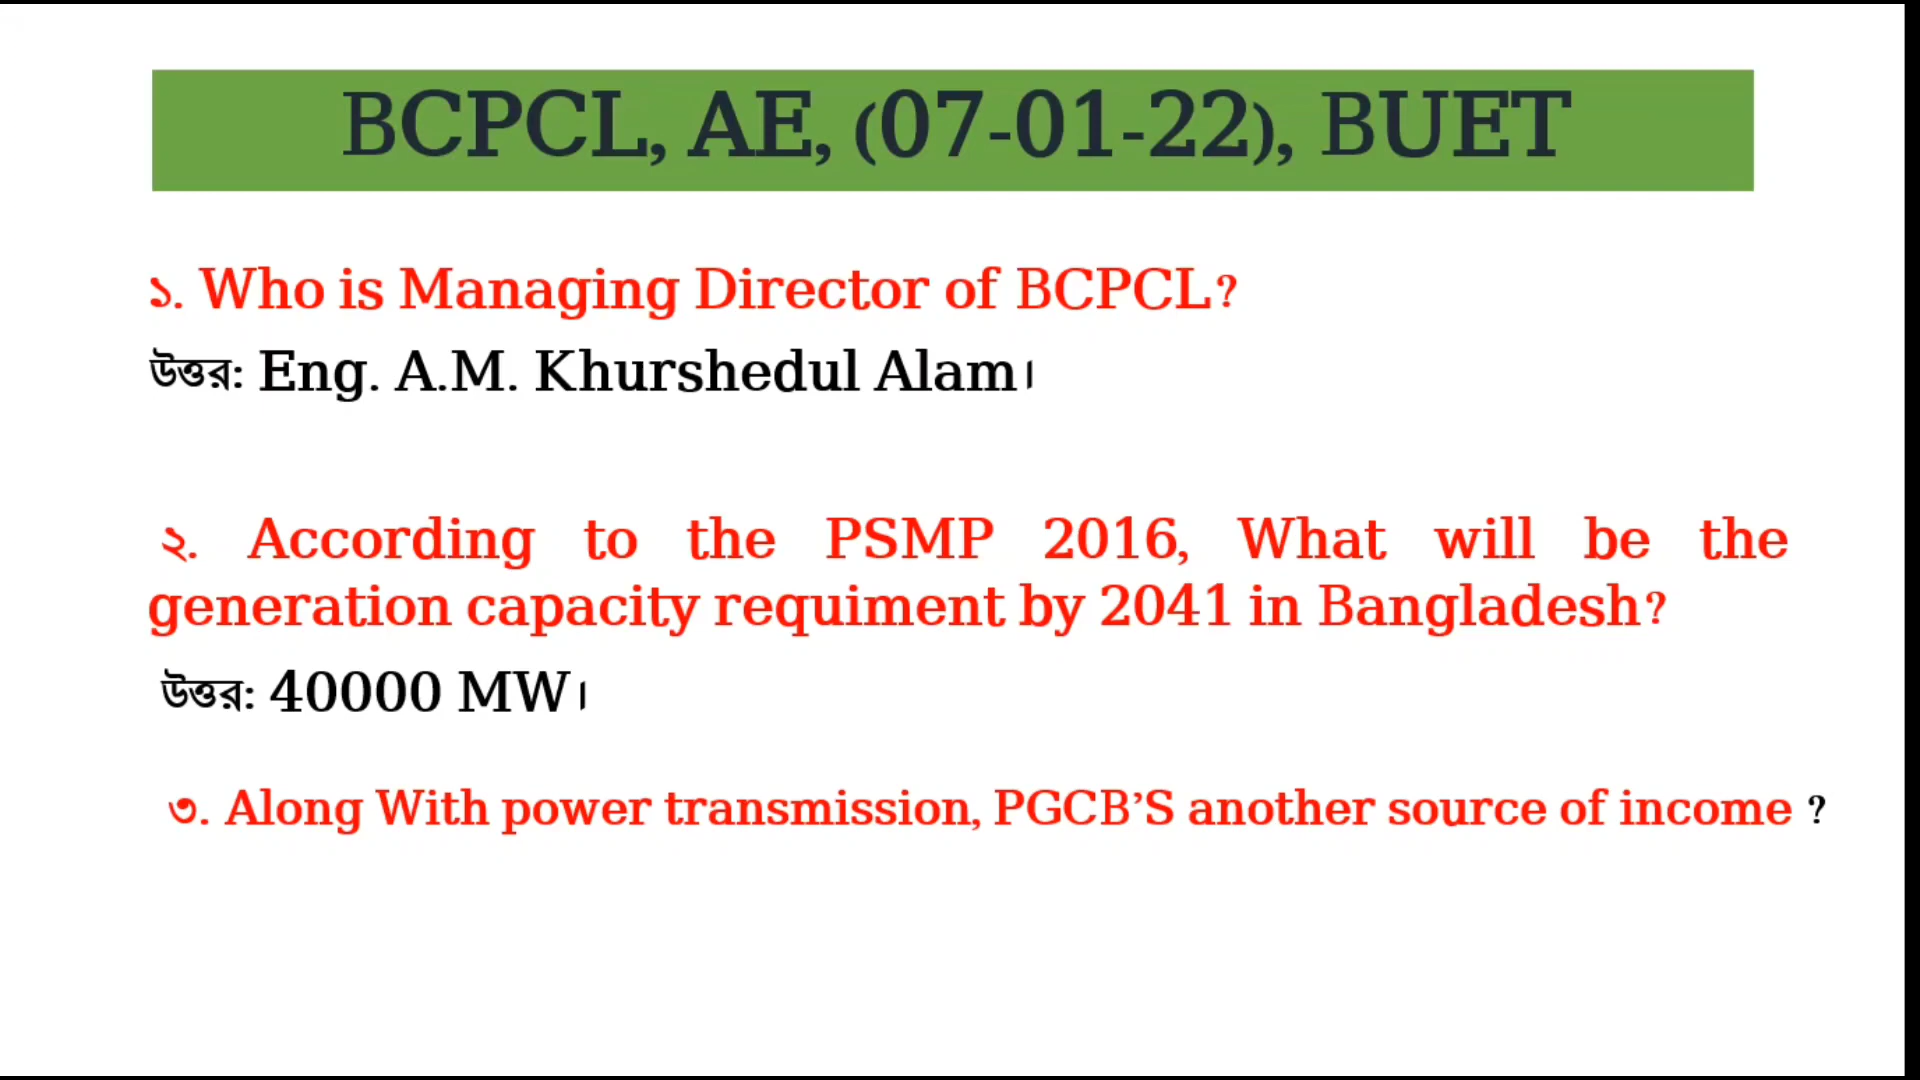 BCPCL, AE, (07-01-22), BUET
১. Who is Managing Director of BCPCL?
উত্তর: Eng. A.M. Khurshedul Alam।
২. According to the PSMP 2016, What will be the
generation capacity requiment by 2041 in Bangladesh?
উত্তর: 40000 MW।
৩. Along With power transmission, PGCB’S another source of income ?